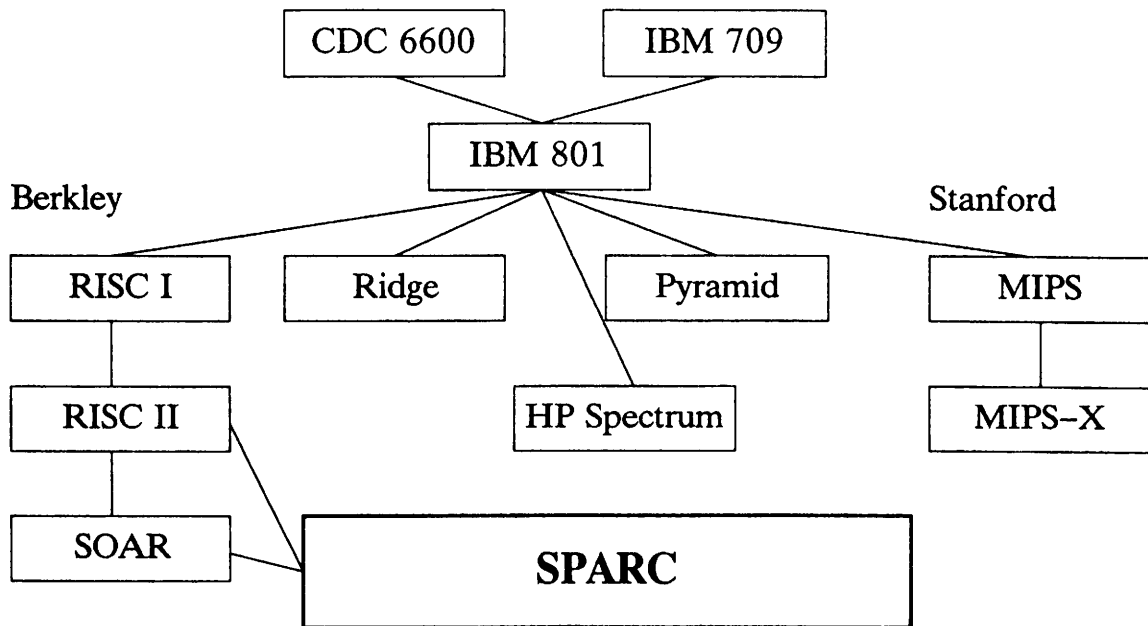 CDC 6600
IBM 709
IBM 801
Berkley
Stanford
RISC I
Ridge
Pyramid
MIPS
RISC II
HP Spectrum
MIPS–X
SOAR
SPARC